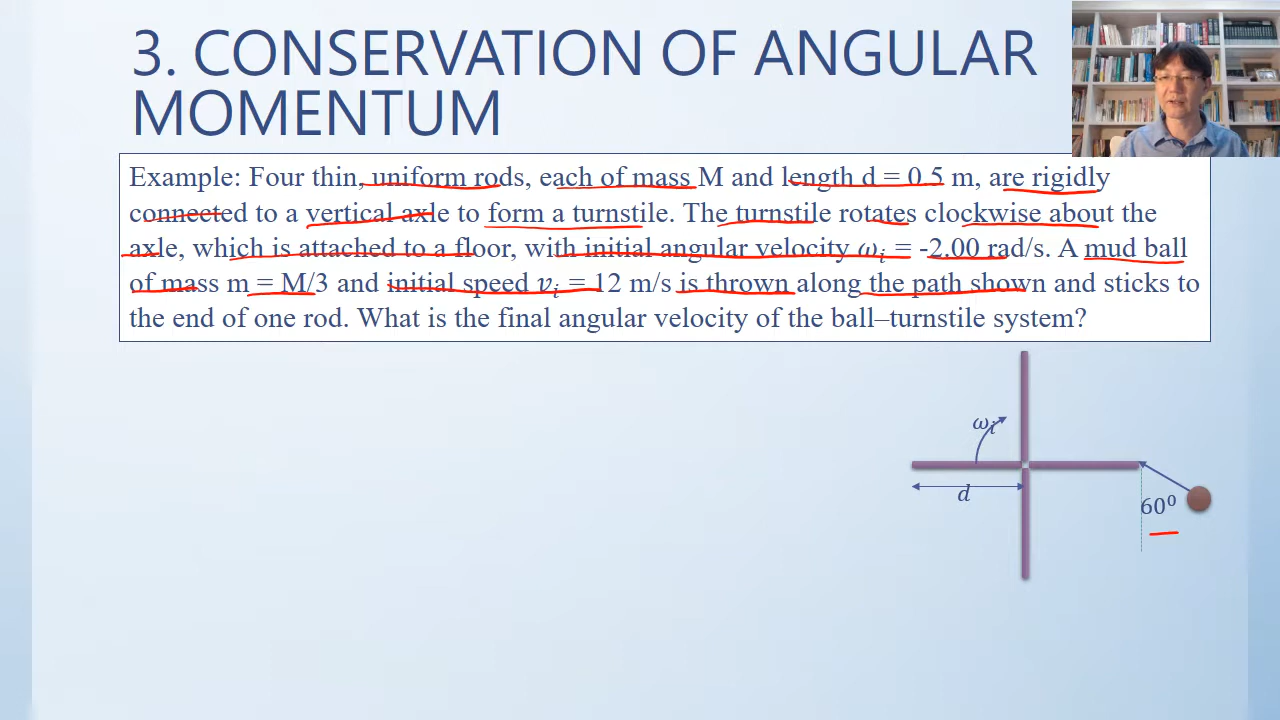 3. CONSERVATION OF ANGULAR
MOMENTUM
Example: Four thin, uniform rods, each of mass M and length d = 0.5 m, are rigidly
connected to a vertical axle to form a turnstile. The turnstile rotates clockwise about the
axle, which is attached to a floor, with initial angular velocity ωᵢ = -2.00 rad/s. A mud ball
of mass m = M/3 and initial speed vᵢ = 12 m/s is thrown along the path shown and sticks to
the end of one rod. What is the final angular velocity of the ball–turnstile system?
ωᵢ
d
60⁰